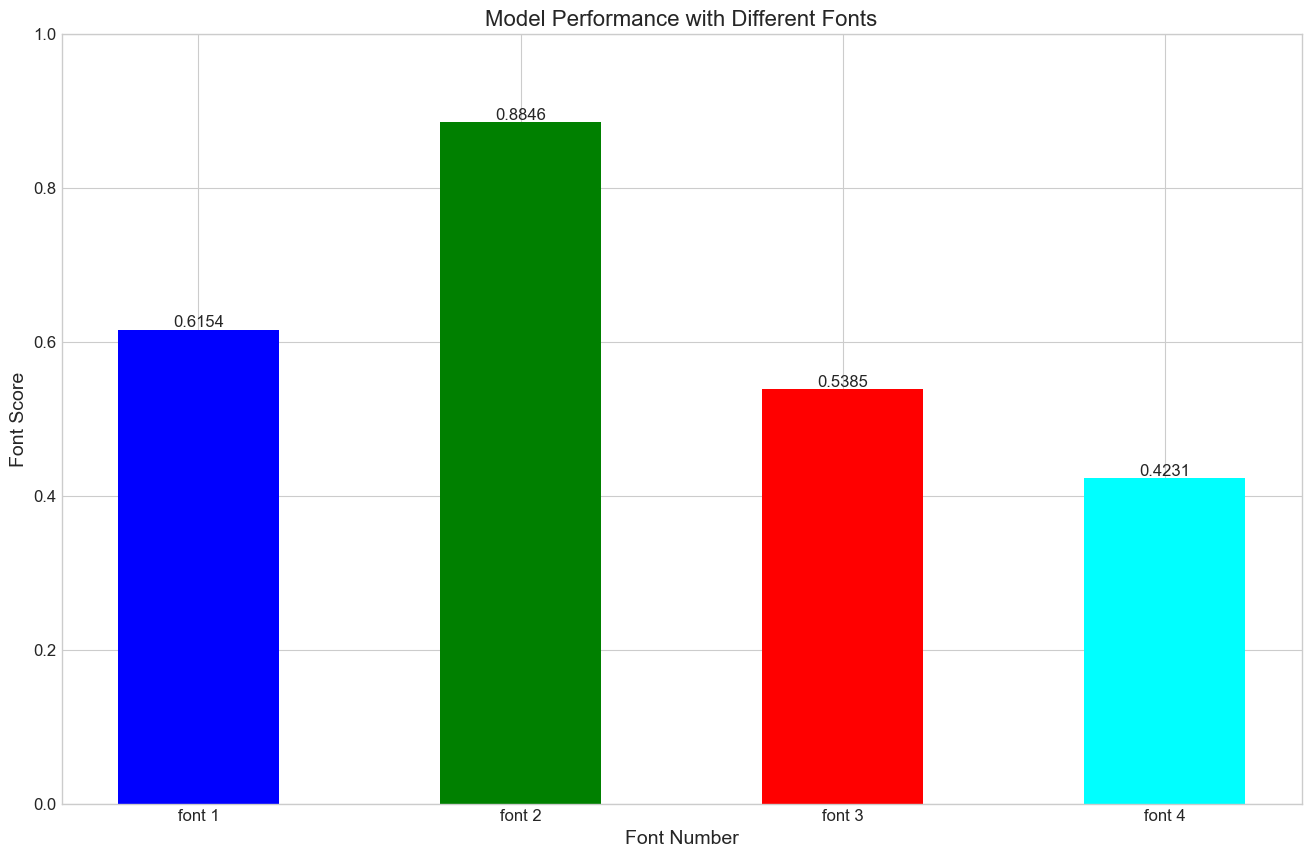 Model Performance with Different Fonts
1.0
0.8
0.6
0.4
0.2
0.0
Font Score
0.6154
0.8846
0.5385
0.4231
font 1
font 2
font 3
font 4
Font Number